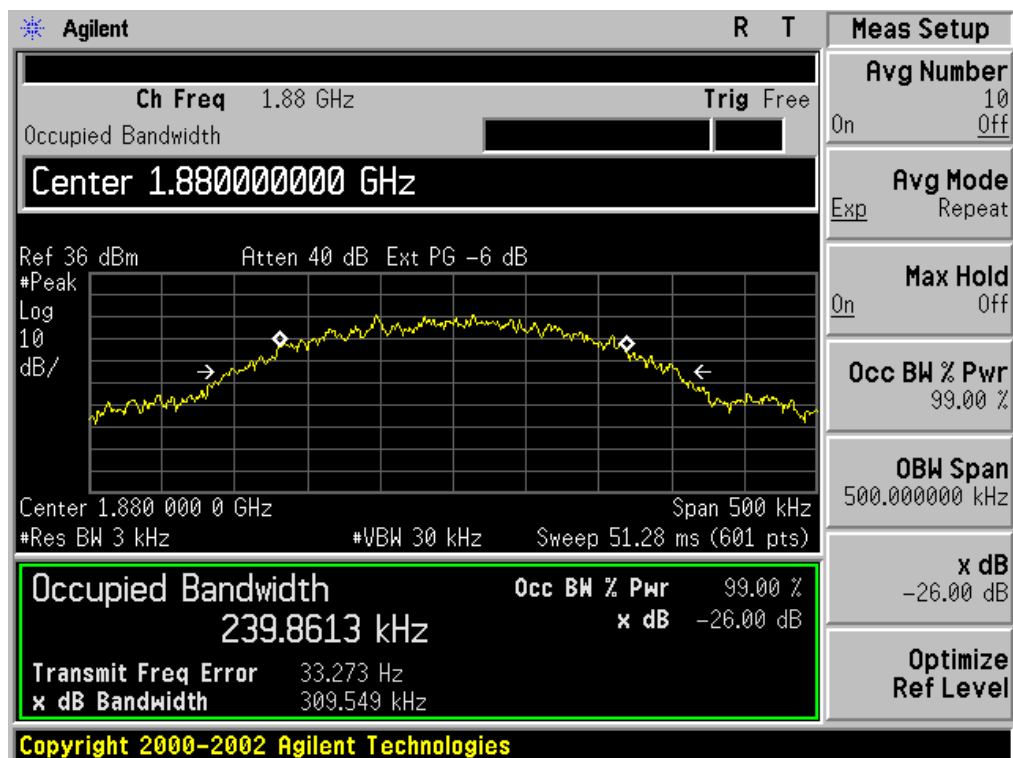 Agilent R T
Ch Freq 1.88 GHz Trig Free
Occupied Bandwidth
Center 1.880000000 GHz
Ref 36 dBm Atten 40 dB Ext PG −6 dB
#Peak
Log
10
dB/
Center 1.880 000 0 GHz Span 500 kHz
#Res BW 3 kHz #VBW 30 kHz Sweep 51.28 ms (601 pts)
Occupied Bandwidth Occ BW % Pwr 99.00 %
239.8613 kHz x dB −26.00 dB
Transmit Freq Error 33.273 Hz
x dB Bandwidth 309.549 kHz
Copyright 2000−2002 Agilent Technologies
Meas Setup
Avg Number
10
On Off
Avg Mode
Exp Repeat
Max Hold
On Off
Occ BW % Pwr
99.00 %
OBW Span
500.000000 kHz
x dB
−26.00 dB
Optimize
Ref Level